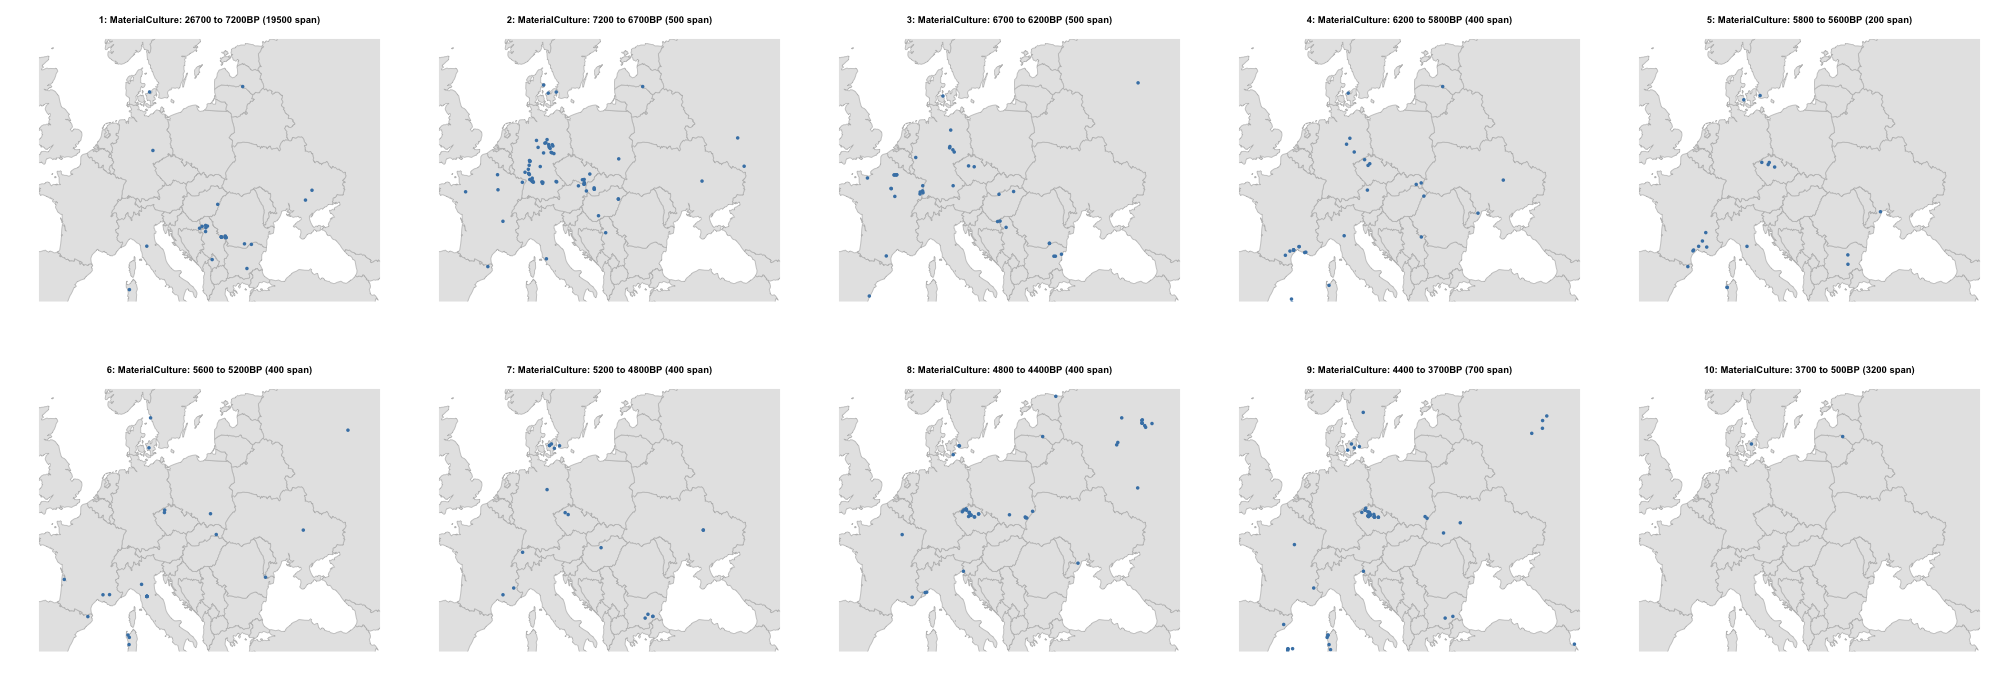 1: MaterialCulture: 26700 to 7200BP (19500 span)
2: MaterialCulture: 7200 to 6700BP (500 span)
3: MaterialCulture: 6700 to 6200BP (500 span)
4: MaterialCulture: 6200 to 5800BP (400 span)
5: MaterialCulture: 5800 to 5600BP (200 span)
6: MaterialCulture: 5600 to 5200BP (400 span)
7: MaterialCulture: 5200 to 4800BP (400 span)
8: MaterialCulture: 4800 to 4400BP (400 span)
9: MaterialCulture: 4400 to 3700BP (700 span)
10: MaterialCulture: 3700 to 500BP (3200 span)